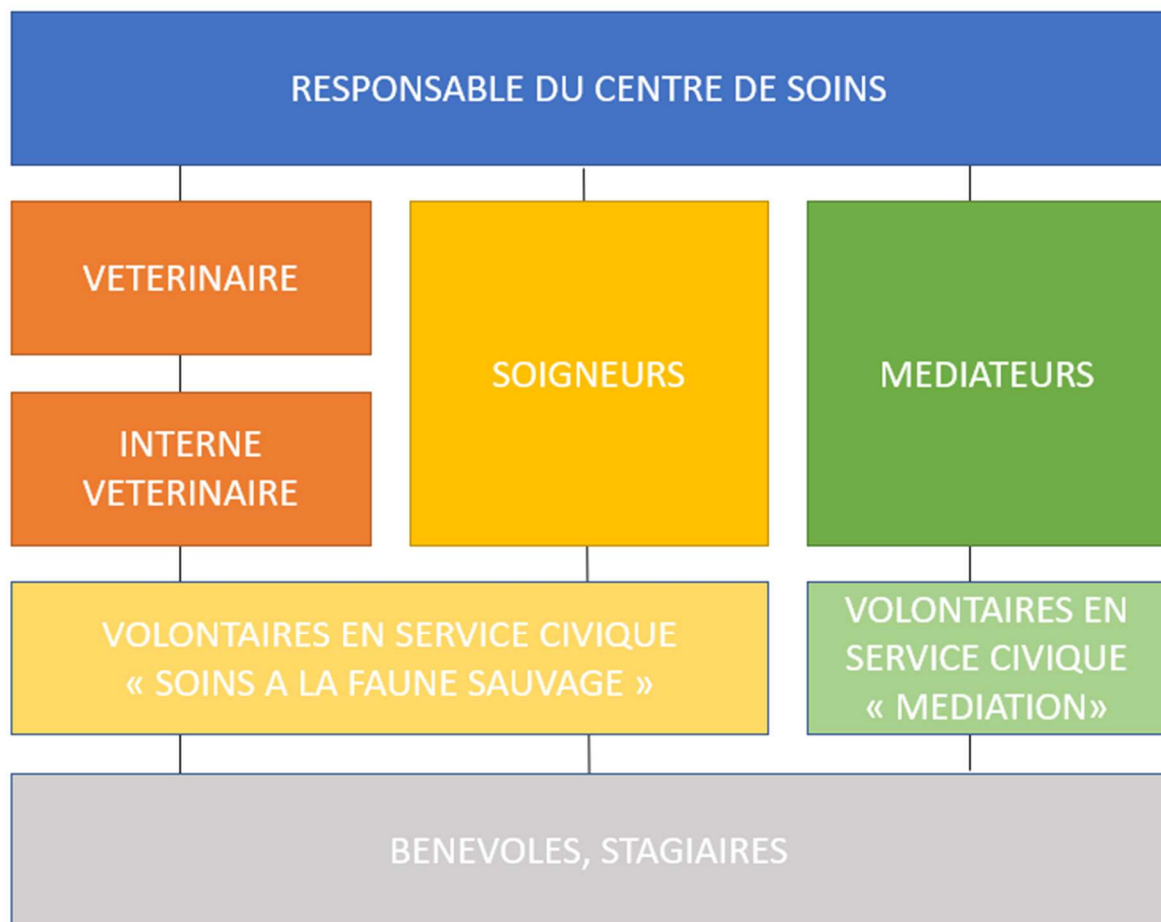 RESPONSABLE DU CENTRE DE SOINS
VETERINAIRE
INTERNE
VETERINAIRE
SOIGNEURS
MEDIATEURS
VOLONTAIRES EN SERVICE CIVIQUE
« SOINS A LA FAUNE SAUVAGE »
VOLONTAIRES EN
SERVICE CIVIQUE
« MEDIATION»
BENEVOLES, STAGIAIRES